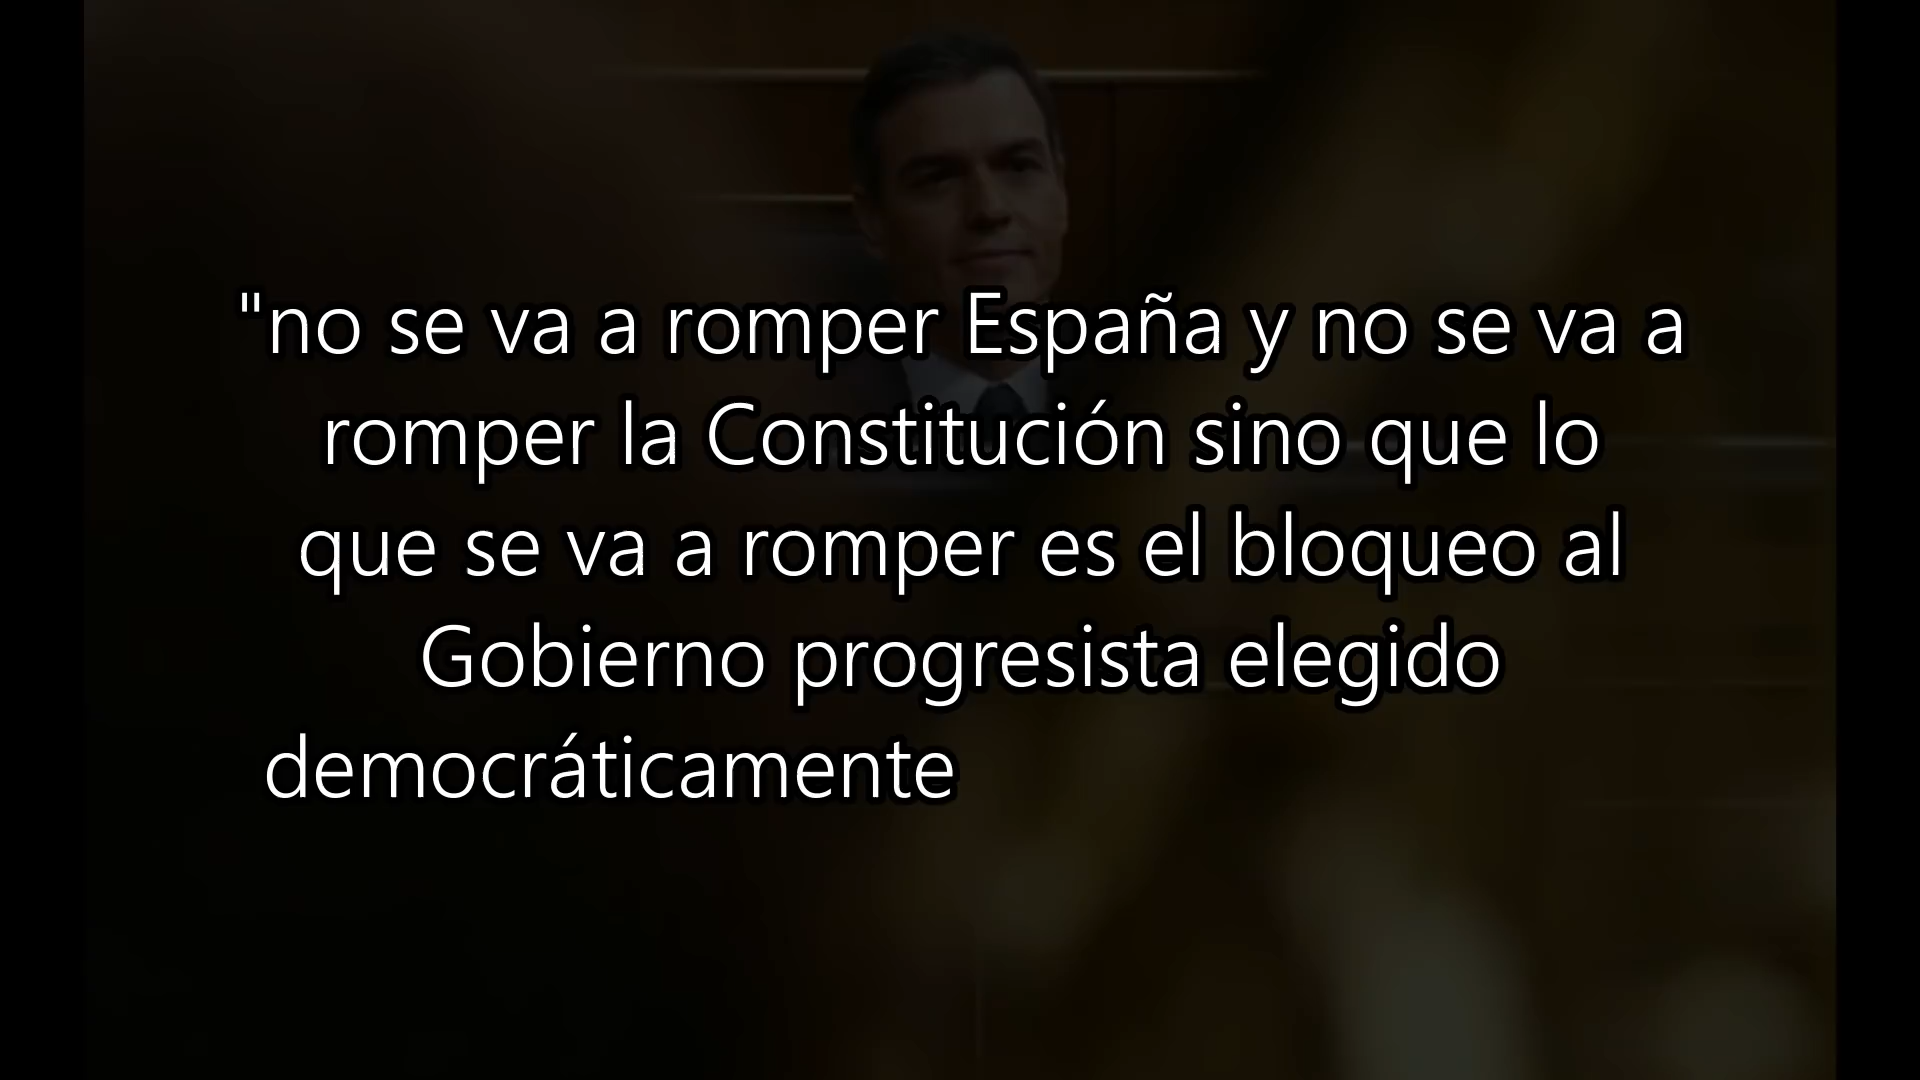 "no se va a romper España y no se va a
romper la Constitución sino que lo
que se va a romper es el bloqueo al
Gobierno progresista elegido
democráticamente